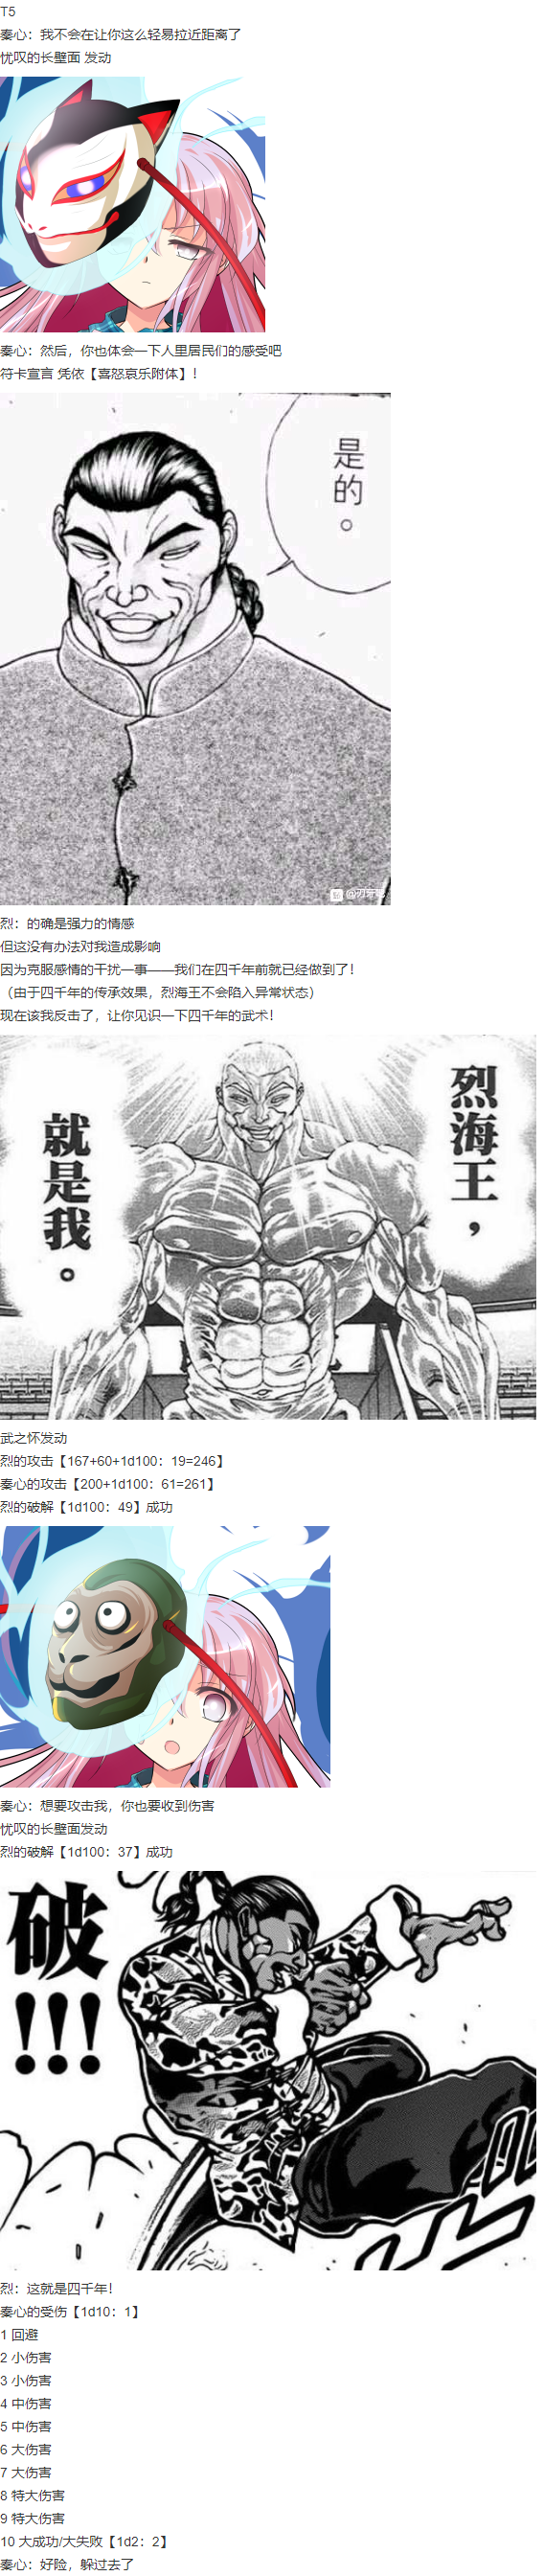 T5
秦心：我不会在让你这么轻易拉近距离了
忧叹的长壁面 发动
秦心：然后，你也体会一下人里居民们的感受吧
符卡宣言 凭依【喜怒哀乐附体】！
是的。
烈：的确是强力的情感
但这没有办法对我造成影响
因为克服感情的干扰一事——我们在四千年前就已经做到了！
（由于四千年的传承效果，烈海王不会陷入异常状态）
现在该我反击了，让你见识一下四千年的武术！
烈海王，
就是我。
武之怀发动
烈的攻击【167+60+1d100：19=246】
秦心的攻击【200+1d100：61=261】
烈的破解【1d100：49】成功
秦心：想要攻击我，你也要收到伤害
忧叹的长壁面发动
烈的破解【1d100：37】成功
破!!!
烈：这就是四千年！
秦心的受伤【1d10：1】
1 回避
2 小伤害
3 小伤害
4 中伤害
5 中伤害
6 大伤害
7 大伤害
8 特大伤害
9 特大伤害
10 大成功/大失败【1d2：2】
秦心：好险，躲过去了